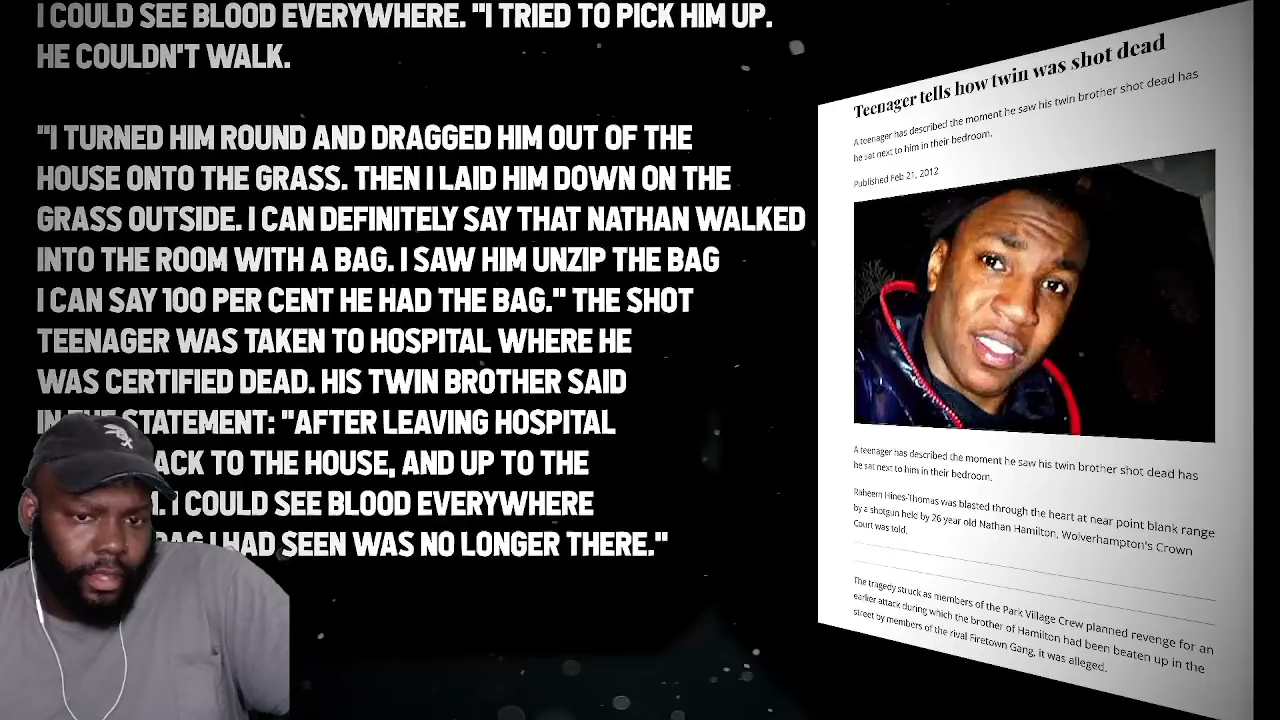 I COULD SEE BLOOD EVERYWHERE. "I TRIED TO PICK HIM UP.
HE COULDN'T WALK.
"I TURNED HIM ROUND AND DRAGGED HIM OUT OF THE
HOUSE ONTO THE GRASS. THEN I LAID HIM DOWN ON THE
GRASS OUTSIDE. I CAN DEFINITELY SAY THAT NATHAN WALKED
INTO THE ROOM WITH A BAG. I SAW HIM UNZIP THE BAG
I CAN SAY 100 PER CENT HE HAD THE BAG." THE SHOT
TEENAGER WAS TAKEN TO HOSPITAL WHERE HE
WAS CERTIFIED DEAD. HIS TWIN BROTHER SAID
STATEMENT: "AFTER LEAVING HOSPITAL
TO THE HOUSE, AND UP TO THE
I COULD SEE BLOOD EVERYWHERE
I HAD SEEN WAS NO LONGER THERE."
Teenager tells how twin was shot dead
A teenager has described the moment he saw his twin brother shot dead has
he sat next to him in their bedroom.
Published Feb 21, 2012
A teenager has described the moment he saw his twin brother shot dead has
he sat next to him in their bedroom.
Raheem Hines-Thomas was blasted through the heart at near point blank range
by a shotgun held by 26 year old Nathan Hamilton, Wolverhampton's Crown
Court was told.
The tragedy struck as members of the Park Village Crew planned revenge for an
earlier attack during which the brother of Hamilton had been beaten up in the
street by members of the rival Firetown Gang, it was alleged.